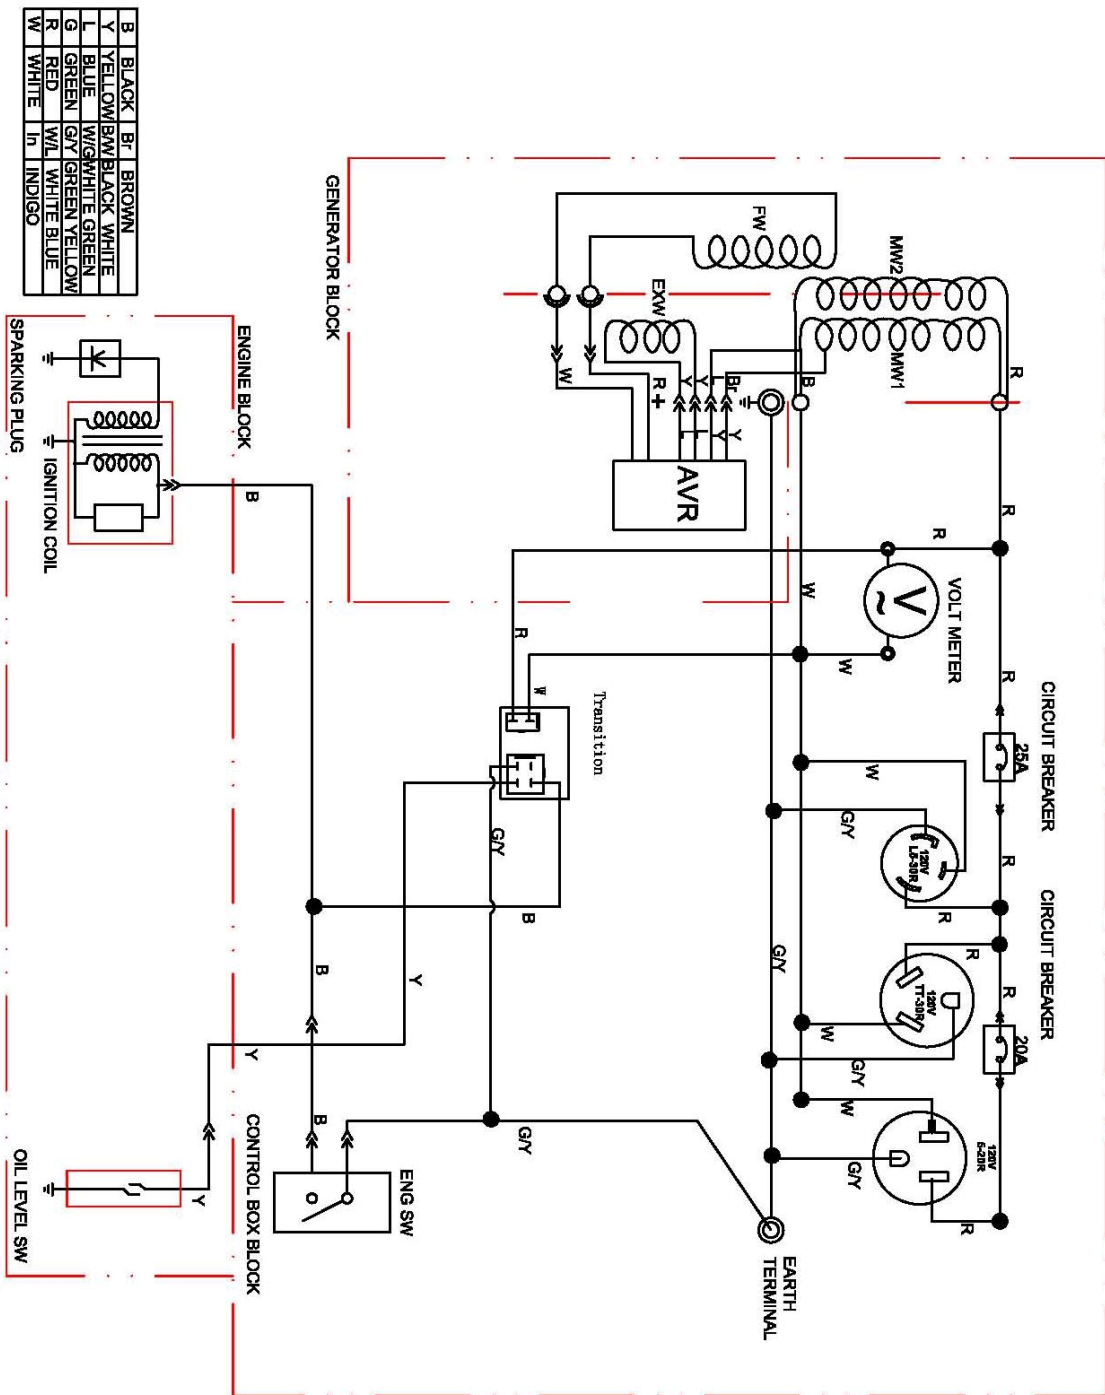 CIRCUIT BREAKER
CIRCUIT BREAKER
25A
20A
R
R
R
R
R
VOLT METER
120V
5-20R
R
R
R
R
120V
L5-30R
120V
TT-30R
MW2
MW1
V
~
W
W
G/Y
G/Y
W
W
G/Y
B
W
G/Y
EARTH
TERMINAL
FW
EXW
Br
L
Y
Y
R
+
W
Y
Y
L
L
AVR
GENERATOR BLOCK
Transition
R
W
G/Y
B
G/Y
Y
ENG SW
B
B
ENGINE BLOCK
B
Y
CONTROL BOX BLOCK
Y
IGNITION COIL
SPARKING PLUG
OIL LEVEL SW
B BLACK Br BROWN
Y YELLOW B/W BLACK WHITE
L BLUE W/G WHITE GREEN
G GREEN G/Y GREEN YELLOW
R RED W/L WHITE BLUE
W WHITE In INDIGO